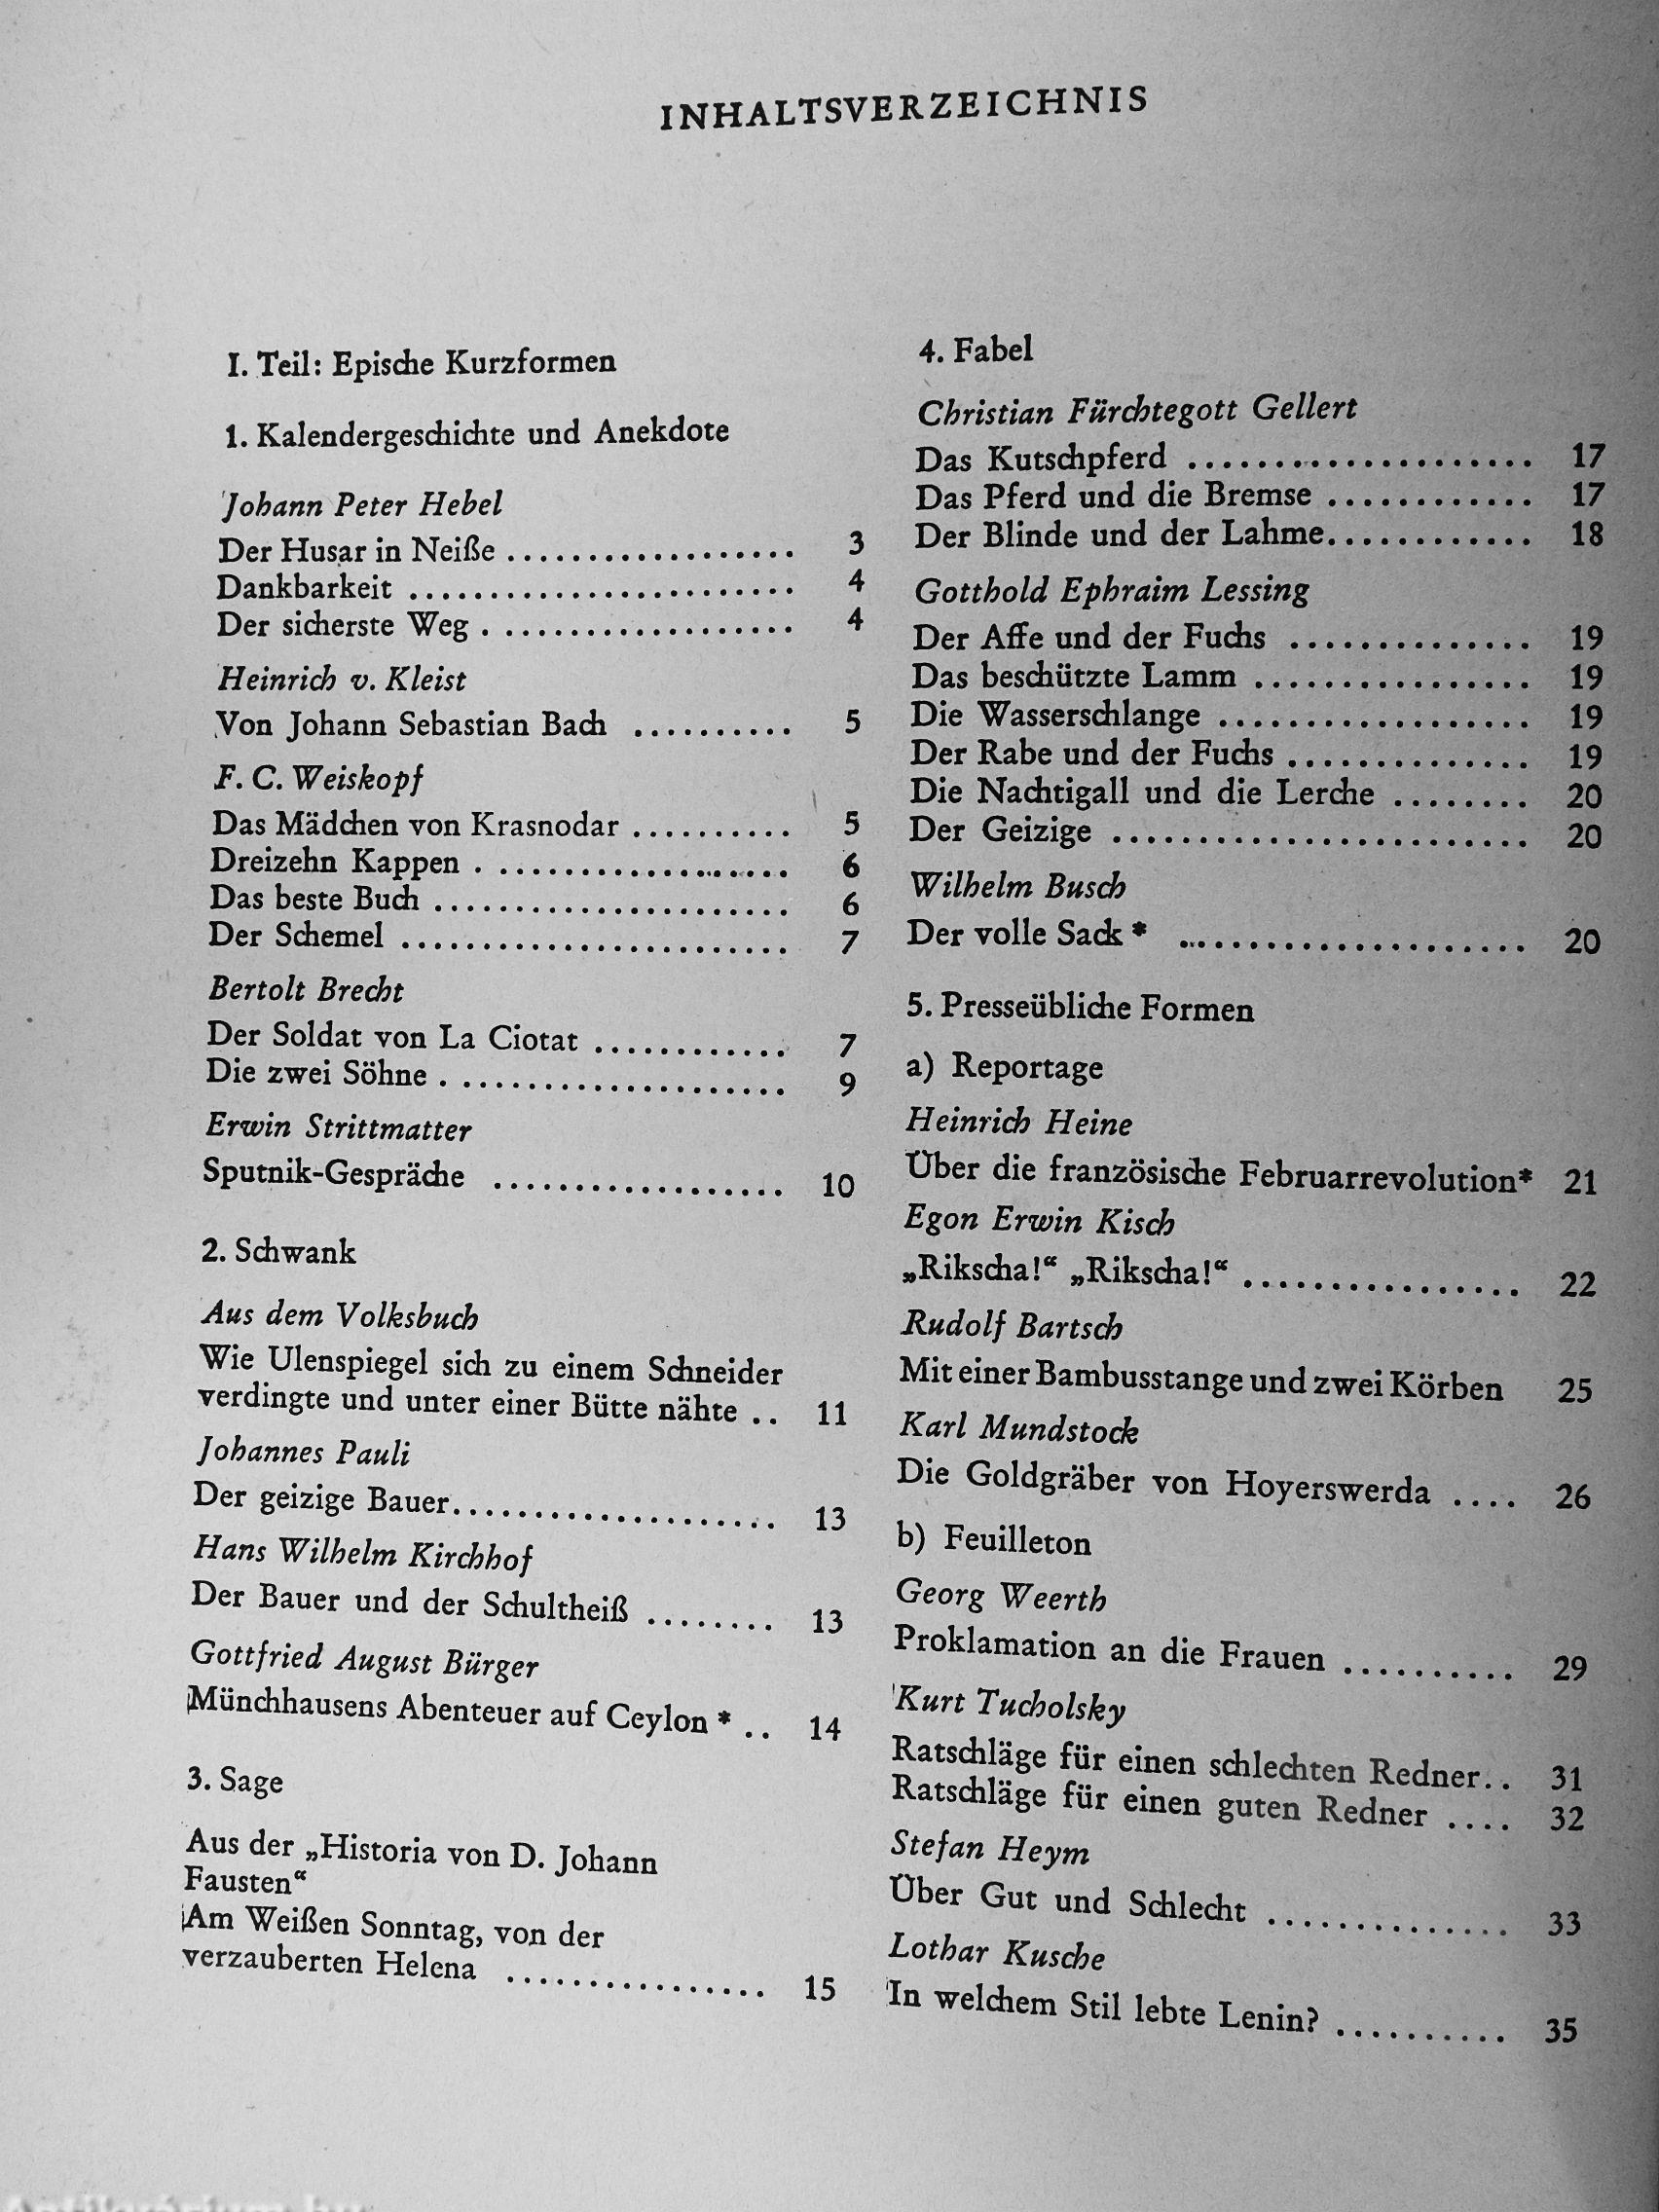 INHALTSVERZEICHNIS
I. Teil: Epische Kurzformen
1. Kalendergeschichte und Anekdote
Johann Peter Hebel
Der Husar in Neiße .................. 3
Dankbarkeit ........................ 4
Der sicherste Weg . .................. 4
Heinrich v. Kleist
Von Johann Sebastian Bach .......... 5
F. C. Weiskopf
Das Mädchen von Krasnodar .......... 5
Dreizehn Kappen . ................... 6
Das beste Buch ...................... 6
Der Schemel ........................ 7
Bertolt Brecht
Der Soldat von La Ciotat ............ 7
Die zwei Söhne . .................... 9
Erwin Strittmatter
Sputnik-Gespräche .................. 10
2. Schwank
Aus dem Volksbuch
Wie Ulenspiegel sich zu einem Schneider
verdingte und unter einer Bütte nähte .. 11
Johannes Pauli
Der geizige Bauer.................... 13
Hans Wilhelm Kirchhof
Der Bauer und der Schultheiß ........ 13
Gottfried August Bürger
Münchhausens Abenteuer auf Ceylon * .. 14
3. Sage
Aus der „Historia von D. Johann
Fausten“
Am Weißen Sonntag, von der
verzauberten Helena ................ 15
4. Fabel
Christian Fürchtegott Gellert
Das Kutschpferd .................... 17
Das Pferd und die Bremse ............ 17
Der Blinde und der Lahme............ 18
Gotthold Ephraim Lessing
Der Affe und der Fuchs .............. 19
Das beschützte Lamm ................ 19
Die Wasserschlange .................. 19
Der Rabe und der Fuchs .............. 19
Die Nachtigall und die Lerche ........ 20
Der Geizige ........................ 20
Wilhelm Busch
Der volle Sack * .................... 20
5. Presseübliche Formen
a) Reportage
Heinrich Heine
Über die französische Februarrevolution* 21
Egon Erwin Kisch
„Rikscha!“ „Rikscha!“ ................ 22
Rudolf Bartsch
Mit einer Bambusstange und zwei Körben 25
Karl Mundstock
Die Goldgräber von Hoyerswerda .... 26
b) Feuilleton
Georg Weerth
Proklamation an die Frauen .......... 29
Kurt Tucholsky
Ratschläge für einen schlechten Redner.. 31
Ratschläge für einen guten Redner .... 32
Stefan Heym
Über Gut und Schlecht .............. 33
Lothar Kusche
In welchem Stil lebte Lenin? .......... 35